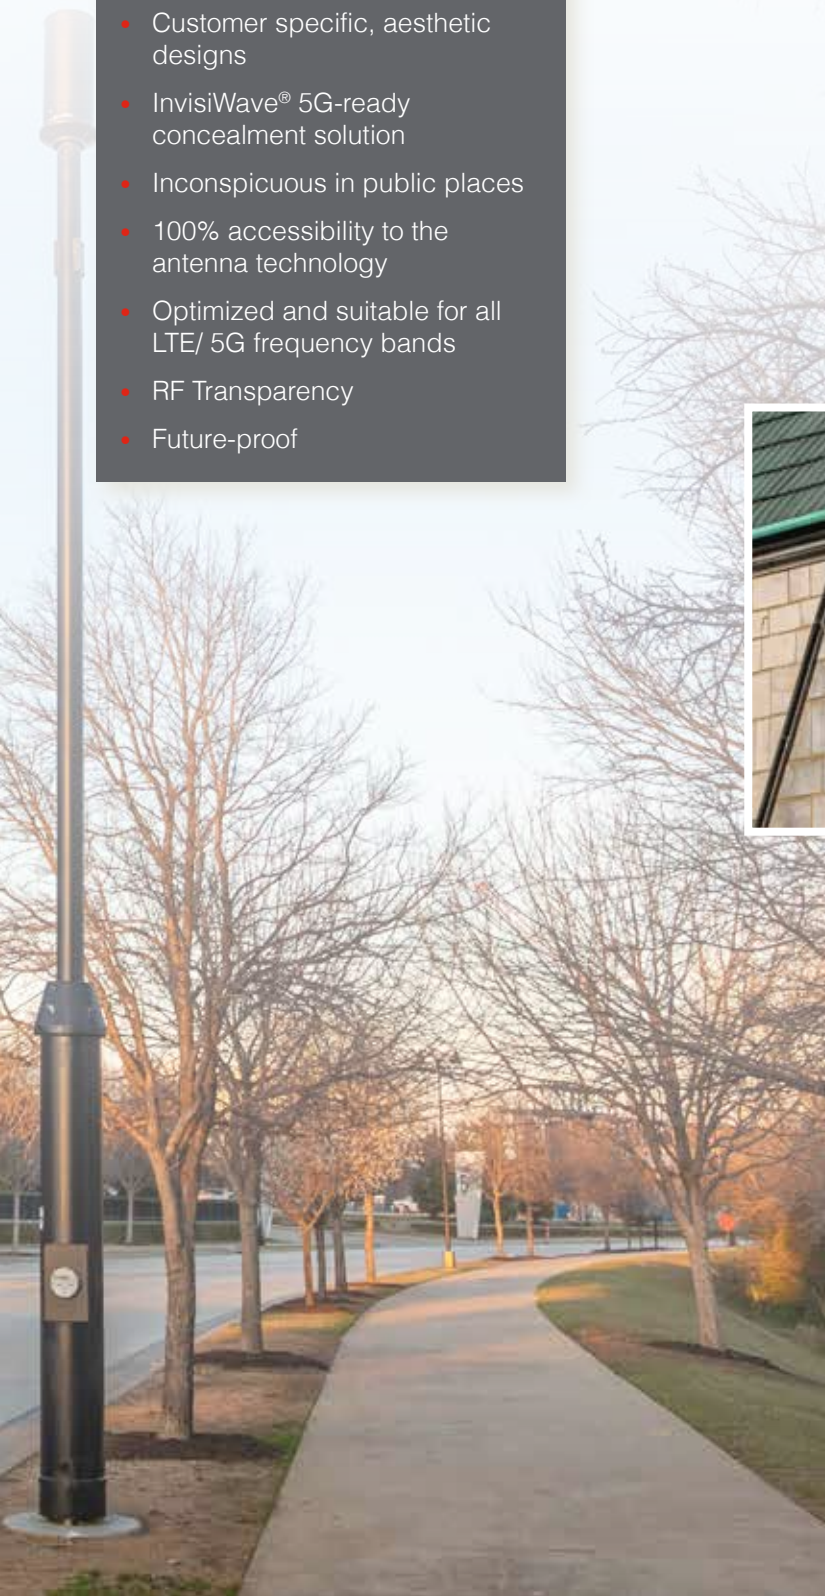 • Customer specific, aesthetic
designs
• InvisiWave® 5G-ready
concealment solution
• Inconspicuous in public places
• 100% accessibility to the
antenna technology
• Optimized and suitable for all
LTE/ 5G frequency bands
• RF Transparency
• Future-proof